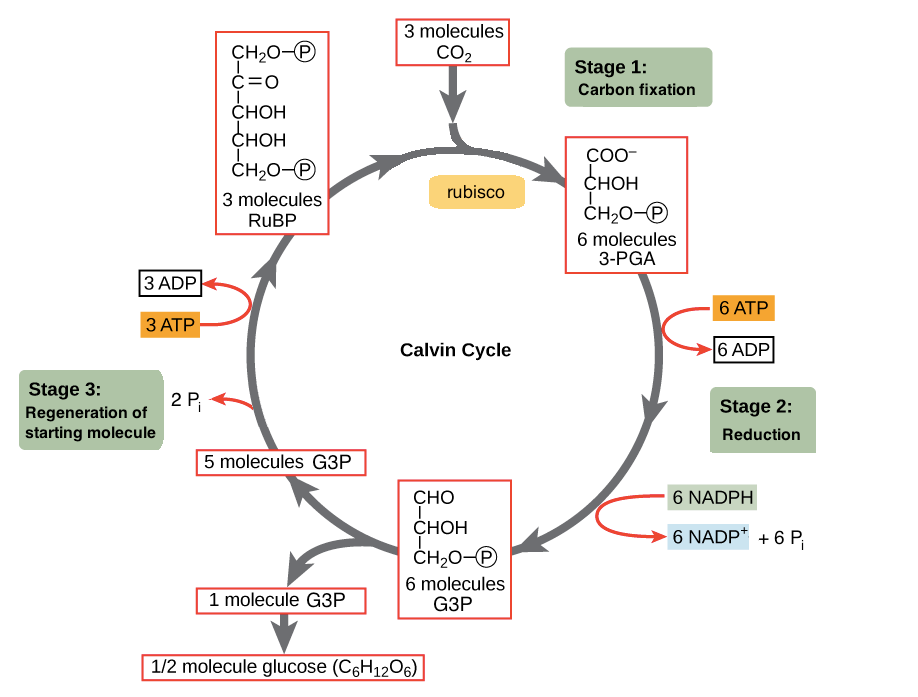 3 molecules
CO₂
Stage 1:
Carbon fixation
CH₂O–Ⓟ
C=O
CHOH
CHOH
CH₂O–Ⓟ
3 molecules
RuBP
rubisco
COO⁻
CHOH
CH₂O–Ⓟ
6 molecules
3-PGA
3 ADP
3 ATP
6 ATP
6 ADP
Calvin Cycle
Stage 3:
Regeneration of
starting molecule
2 Pᵢ
Stage 2:
Reduction
5 molecules G3P
CHO
CHOH
CH₂O–Ⓟ
6 molecules
G3P
6 NADPH
6 NADP⁺ + 6 Pᵢ
1 molecule G3P
1/2 molecule glucose (C₆H₁₂O₆)